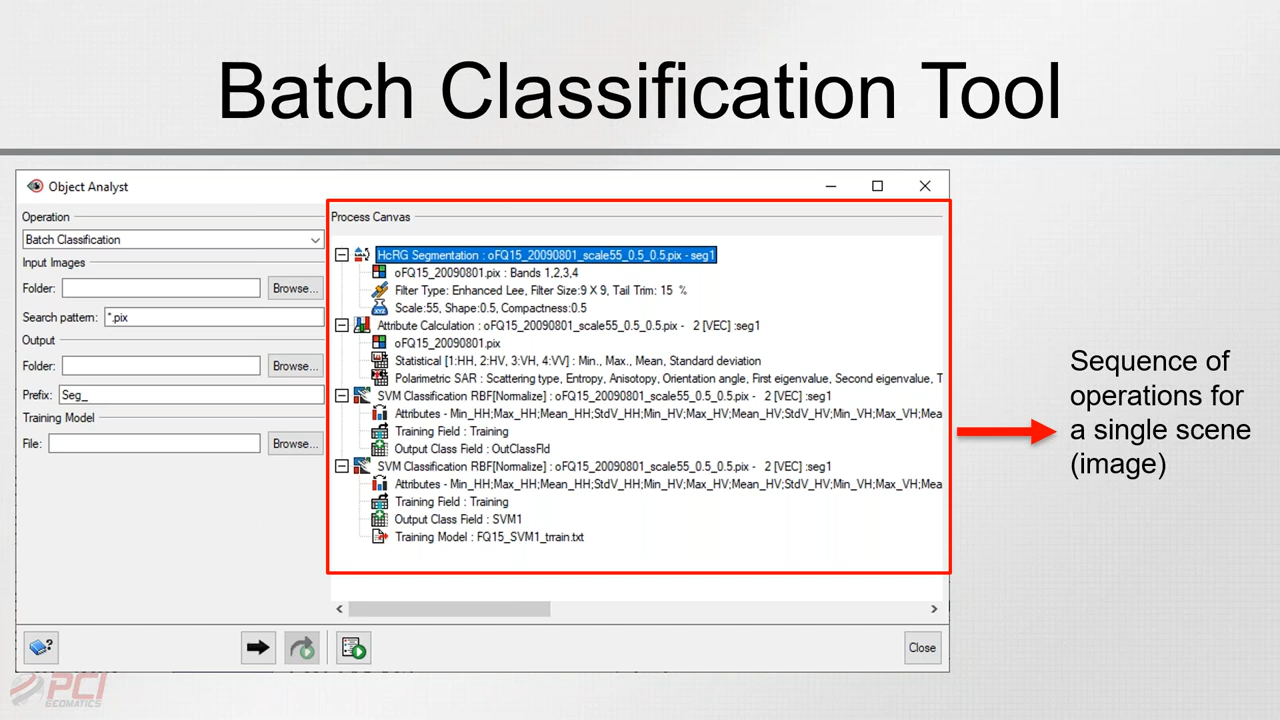 Batch Classification Tool
Object Analyst
Operation
Batch Classification
Input Images
Folder:
Browse...
Search pattern:
*.pix
Output
Folder:
Browse...
Prefix:
Seg_
Training Model
File:
Browse...
Process Canvas
HcRG Segmentation : oFQ15_20090801_scale55_0.5_0.5.pix - seg1
oFQ15_20090801.pix : Bands 1,2,3,4
Filter Type: Enhanced Lee, Filter Size:9 X 9, Tail Trim: 15 %
Scale:55, Shape:0.5, Compactness:0.5
Attribute Calculation : oFQ15_20090801_scale55_0.5_0.5.pix - 2 [VEC] :seg1
oFQ15_20090801.pix
Statistical [1:HH, 2:HV, 3:VH, 4:VV] : Min., Max., Mean, Standard deviation
Polarimetric SAR : Scattering type, Entropy, Anisotopy, Orientation angle, First eigenvalue, Second eigenvalue, T
SVM Classification RBF[Normalize] : oFQ15_20090801_scale55_0.5_0.5.pix - 2 [VEC] :seg1
Attributes - Min_HH;Max_HH;Mean_HH;StdV_HH;Min_HV;Max_HV;Mean_HV;StdV_HV;Min_VH;Max_VH;Mea
Training Field : Training
Output Class Field : OutClassFld
SVM Classification RBF[Normalize] : oFQ15_20090801_scale55_0.5_0.5.pix - 2 [VEC] :seg1
Attributes - Min_HH;Max_HH;Mean_HH;StdV_HH;Min_HV;Max_HV;Mean_HV;StdV_HV;Min_VH;Max_VH;Mea
Training Field : Training
Output Class Field : SVM1
Training Model : FQ15_SVM1_trrain.txt
Close
Sequence of
operations for
a single scene
(image)
PCI
GEOMATICS